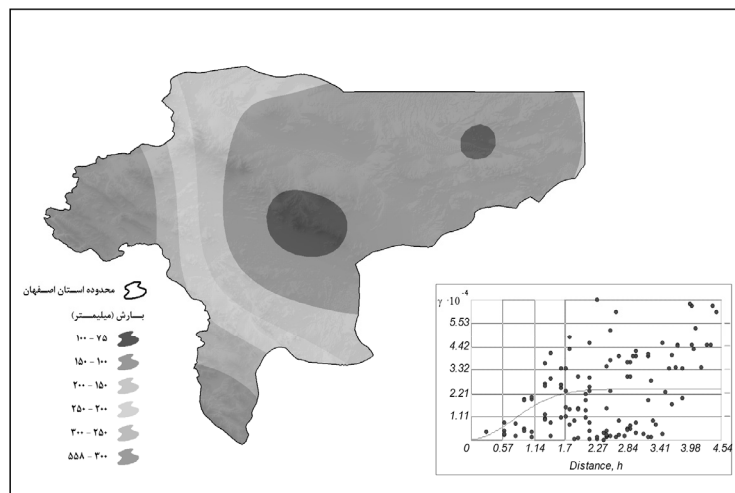 محدوده استان اصفهان
بارش (میلیمتر)
۱۰۰ - ۷۵
۱۵۰ - ۱۰۰
۲۰۰ - ۱۵۰
۲۵۰ - ۲۰۰
۳۰۰ - ۲۵۰
۵۵۸ - ۳۰۰
γ ·10 -4
5.53
4.42
3.32
2.21
1.11
0 0.57 1.14 1.7 2.27 2.84 3.41 3.98 4.54
Distance, h